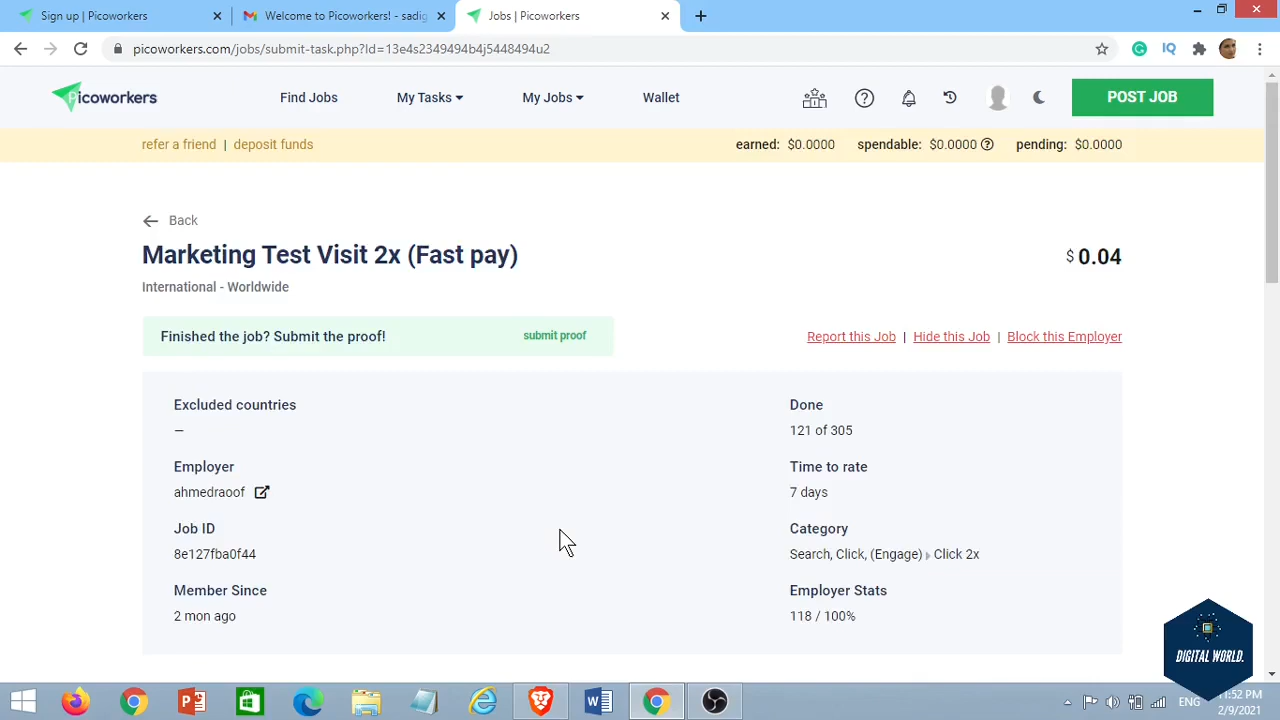 Sign up | Picoworkers
Welcome to Picoworkers! - sadig
Jobs | Picoworkers
picoworkers.com/jobs/submit-task.php?Id=13e4s2349494b4j5448494u2
IQ
Picoworkers
Find Jobs
My Tasks
My Jobs
Wallet
POST JOB
refer a friend | deposit funds
earned: $0.0000 spendable: $0.0000 pending: $0.0000
Back
Marketing Test Visit 2x (Fast pay)
$ 0.04
International - Worldwide
Finished the job? Submit the proof! submit proof
Report this Job | Hide this Job | Block this Employer
Excluded countries
–
Done
121 of 305
Employer
ahmedraoof
Time to rate
7 days
Job ID
8e127fba0f44
Category
Search, Click, (Engage) Click 2x
Member Since
2 mon ago
Employer Stats
118 / 100%
DIGITAL WORLD.
ENG
11:52 PM
2/9/2021